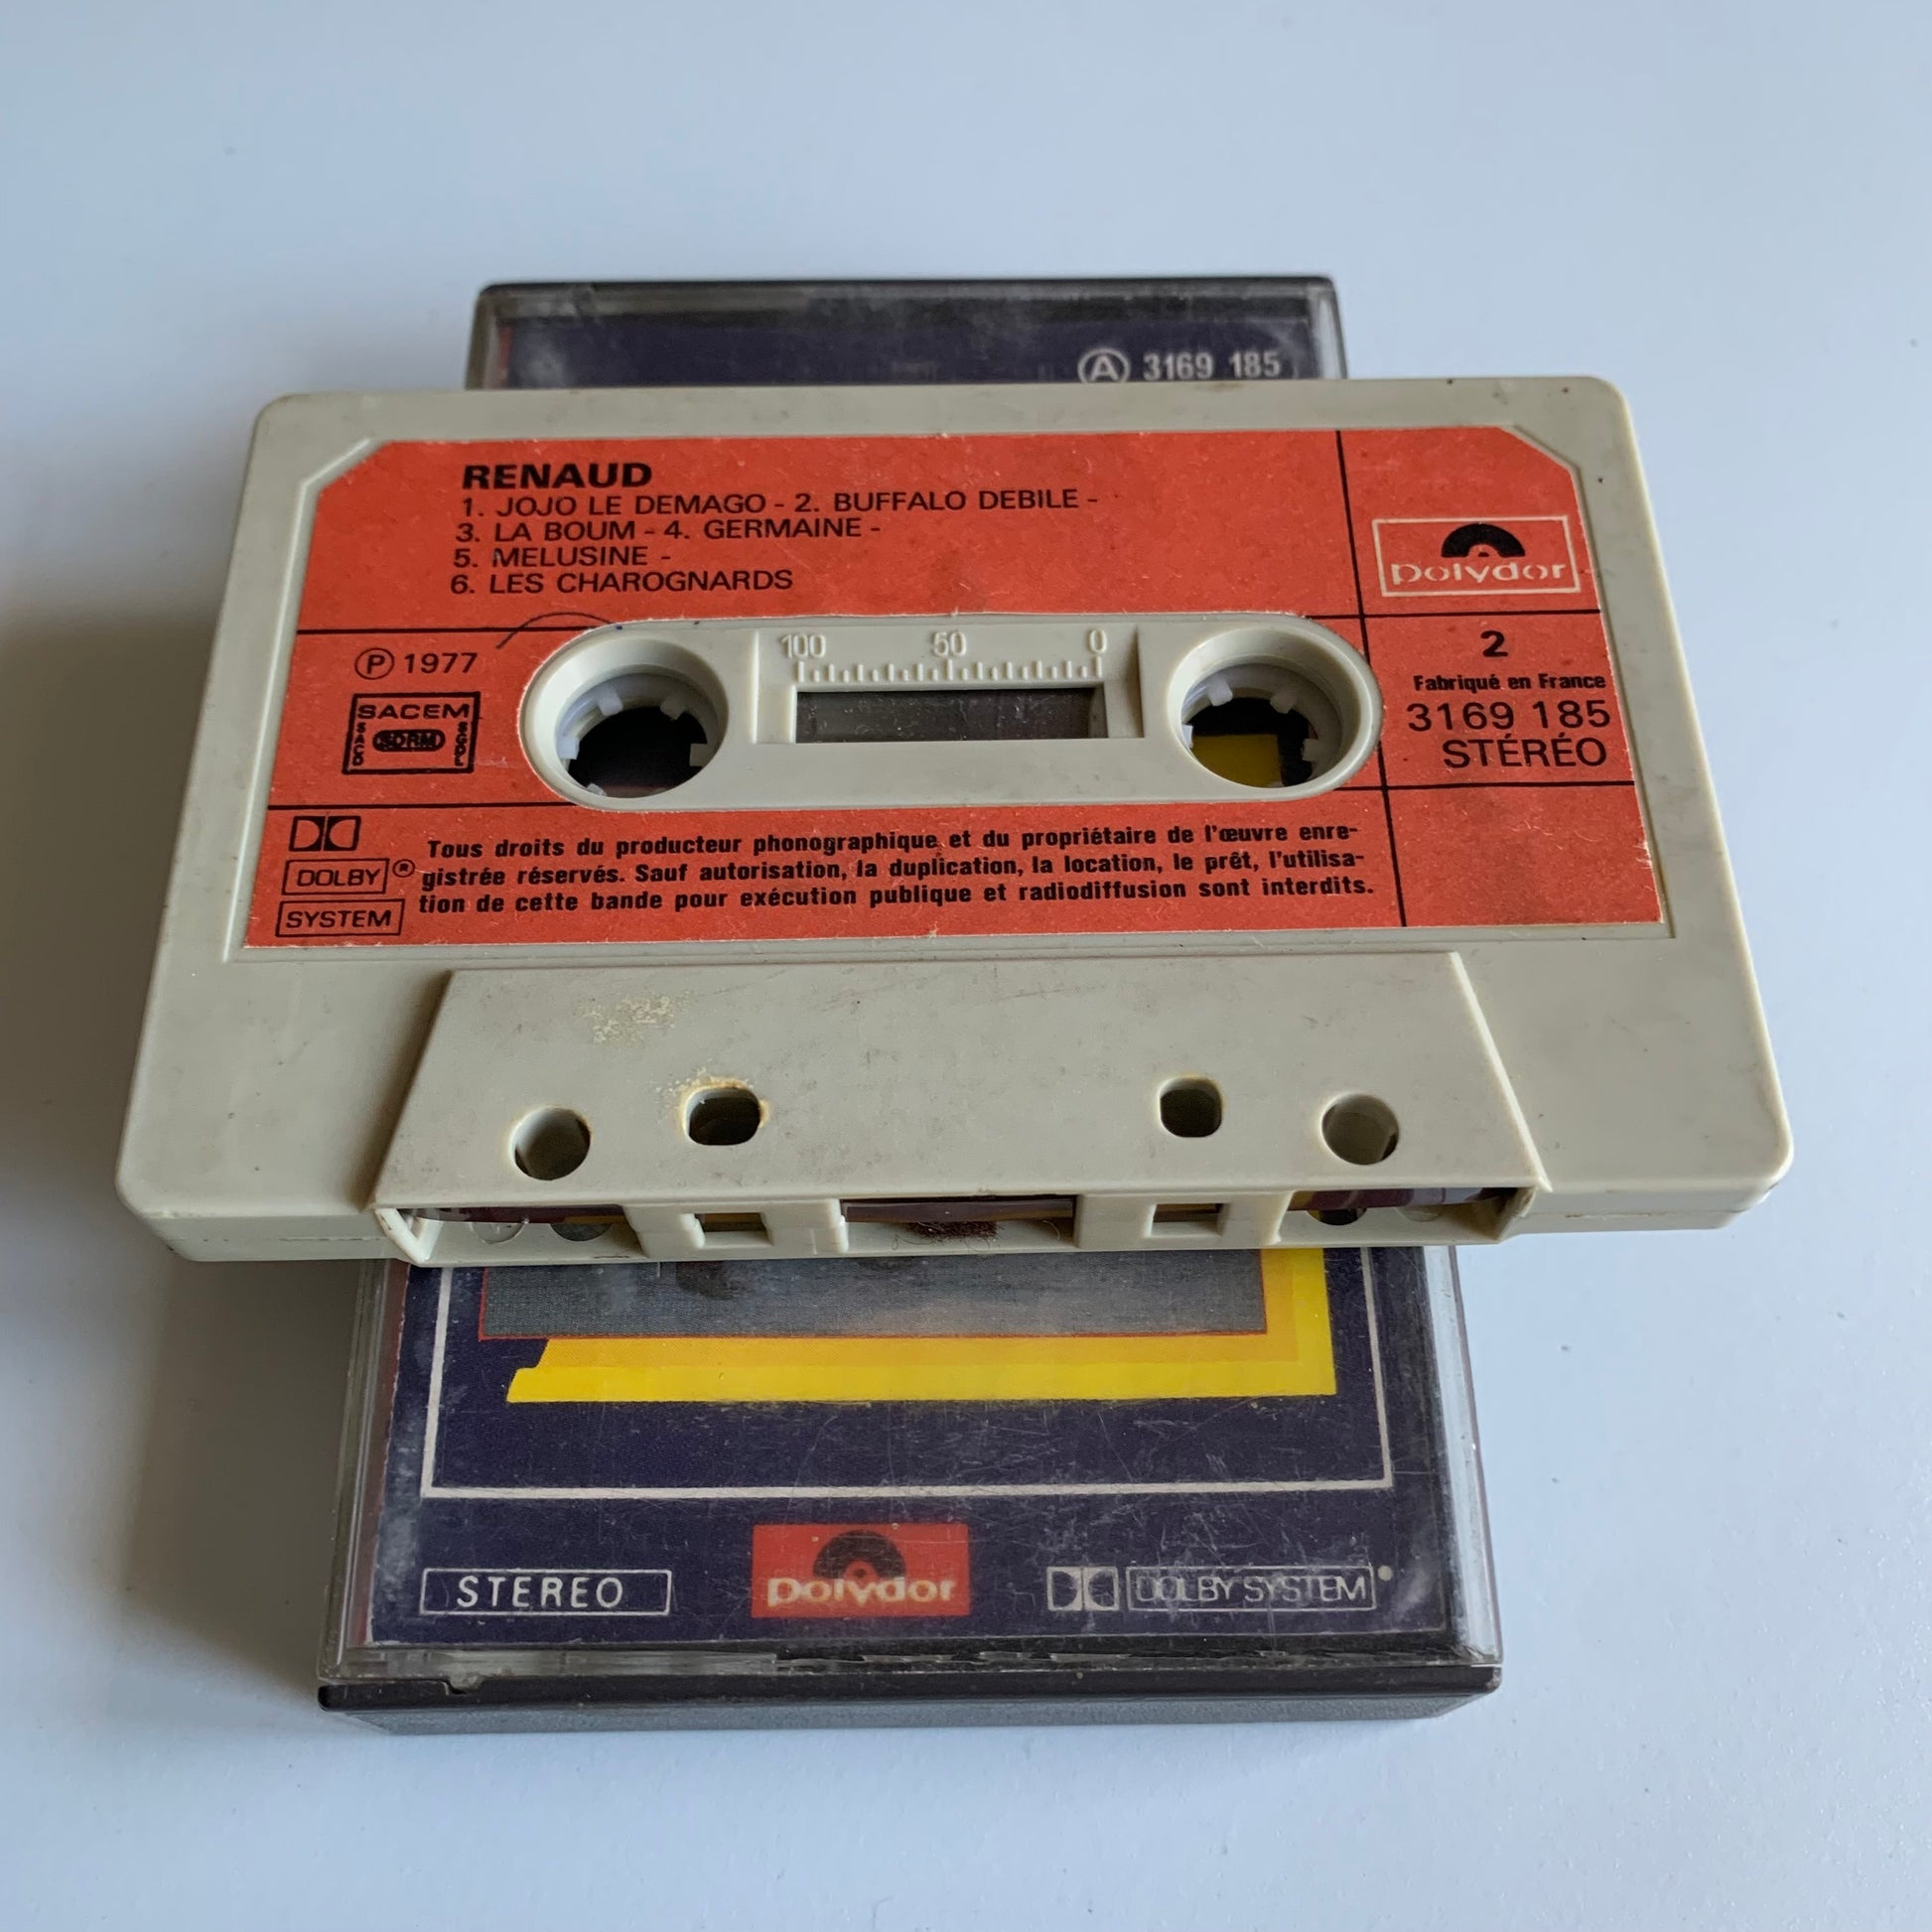 Ⓐ 3169 185
RENAUD
1. JOJO LE DEMAGO - 2. BUFFALO DEBILE -
3. LA BOUM - 4. GERMAINE -
5. MELUSINE -
6. LES CHAROGNARDS
Polydor
100 50 0
Ⓟ 1977
SACEM
SACD SDRM SGDL
2
Fabriqué en France
3169 185
STÉRÉO
DOLBY ®
SYSTEM
Tous droits du producteur phonographique et du propriétaire de l'œuvre enre-
gistrée réservés. Sauf autorisation, la duplication, la location, le prêt, l'utilisa-
tion de cette bande pour exécution publique et radiodiffusion sont interdits.
STEREO
Polydor
DOLBY SYSTEM